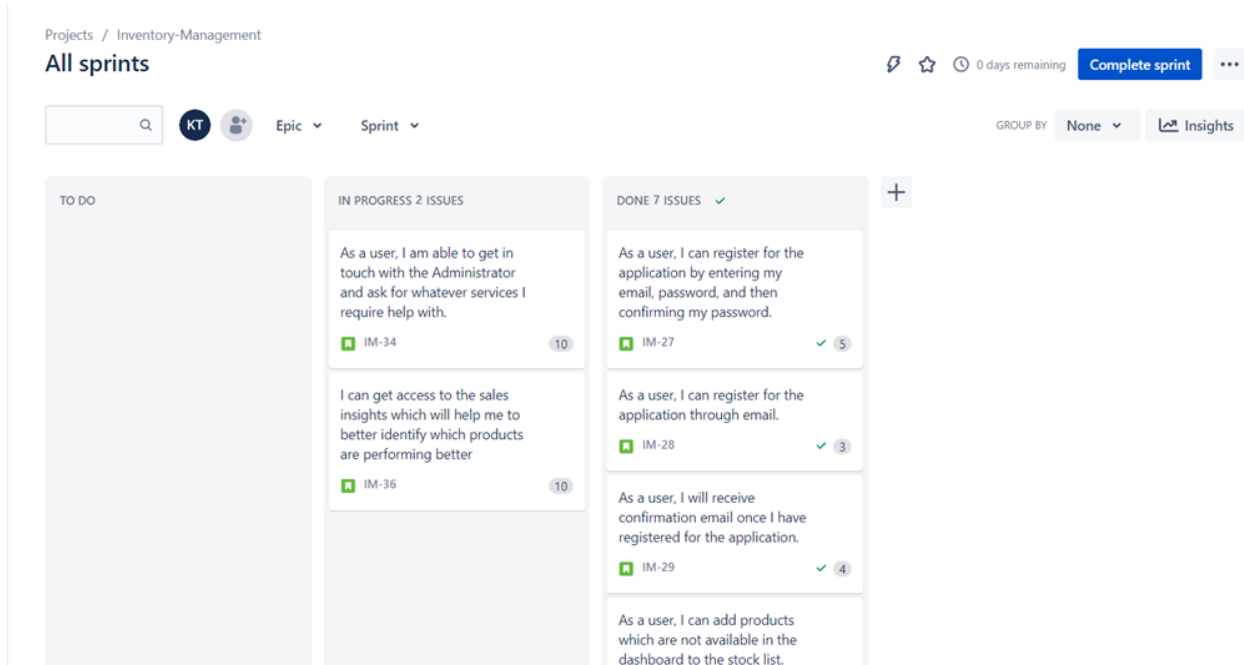 Projects / Inventory-Management
All sprints
0 days remaining
Complete sprint
KT
Epic
Sprint
GROUP BY
None
Insights
TO DO
IN PROGRESS 2 ISSUES
As a user, I am able to get in
touch with the Administrator
and ask for whatever services I
require help with.
IM-34
10
I can get access to the sales
insights which will help me to
better identify which products
are performing better
IM-36
10
DONE 7 ISSUES
As a user, I can register for the
application by entering my
email, password, and then
confirming my password.
IM-27
5
As a user, I can register for the
application through email.
IM-28
3
As a user, I will receive
confirmation email once I have
registered for the application.
IM-29
4
As a user, I can add products
which are not available in the
dashboard to the stock list.